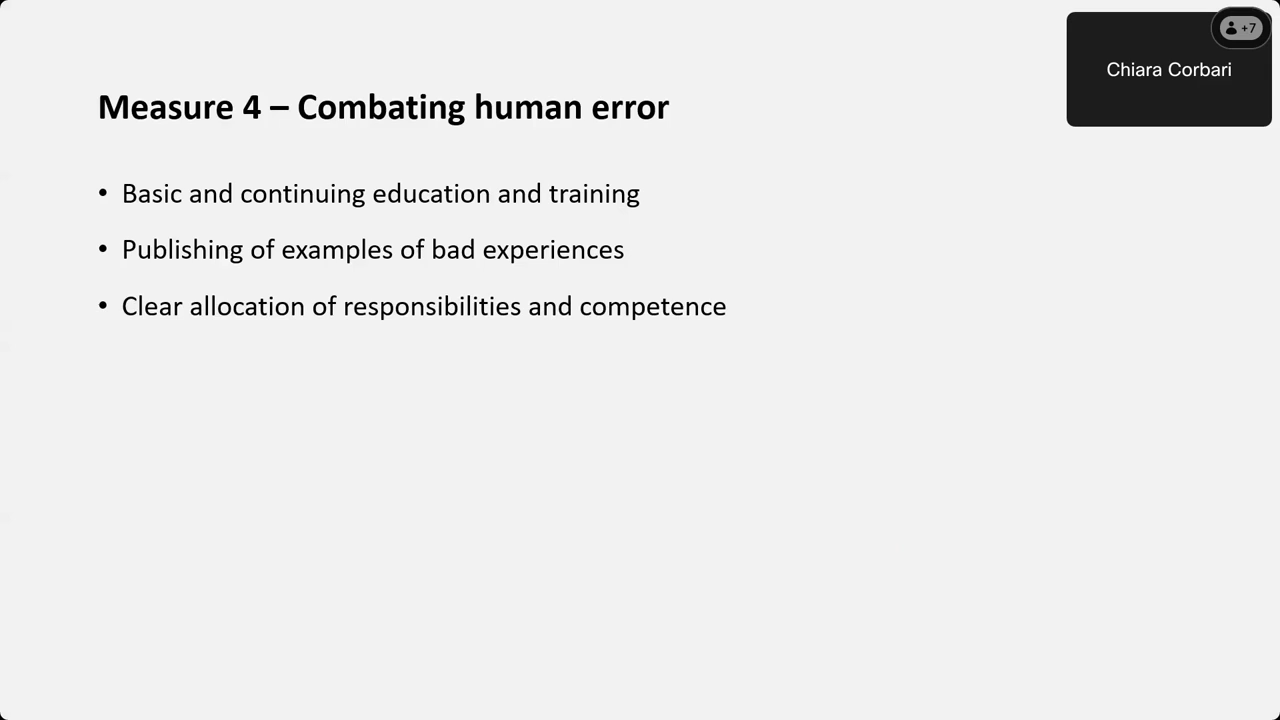 +7
Chiara Corbari
Measure 4 – Combating human error
• Basic and continuing education and training
• Publishing of examples of bad experiences
• Clear allocation of responsibilities and competence